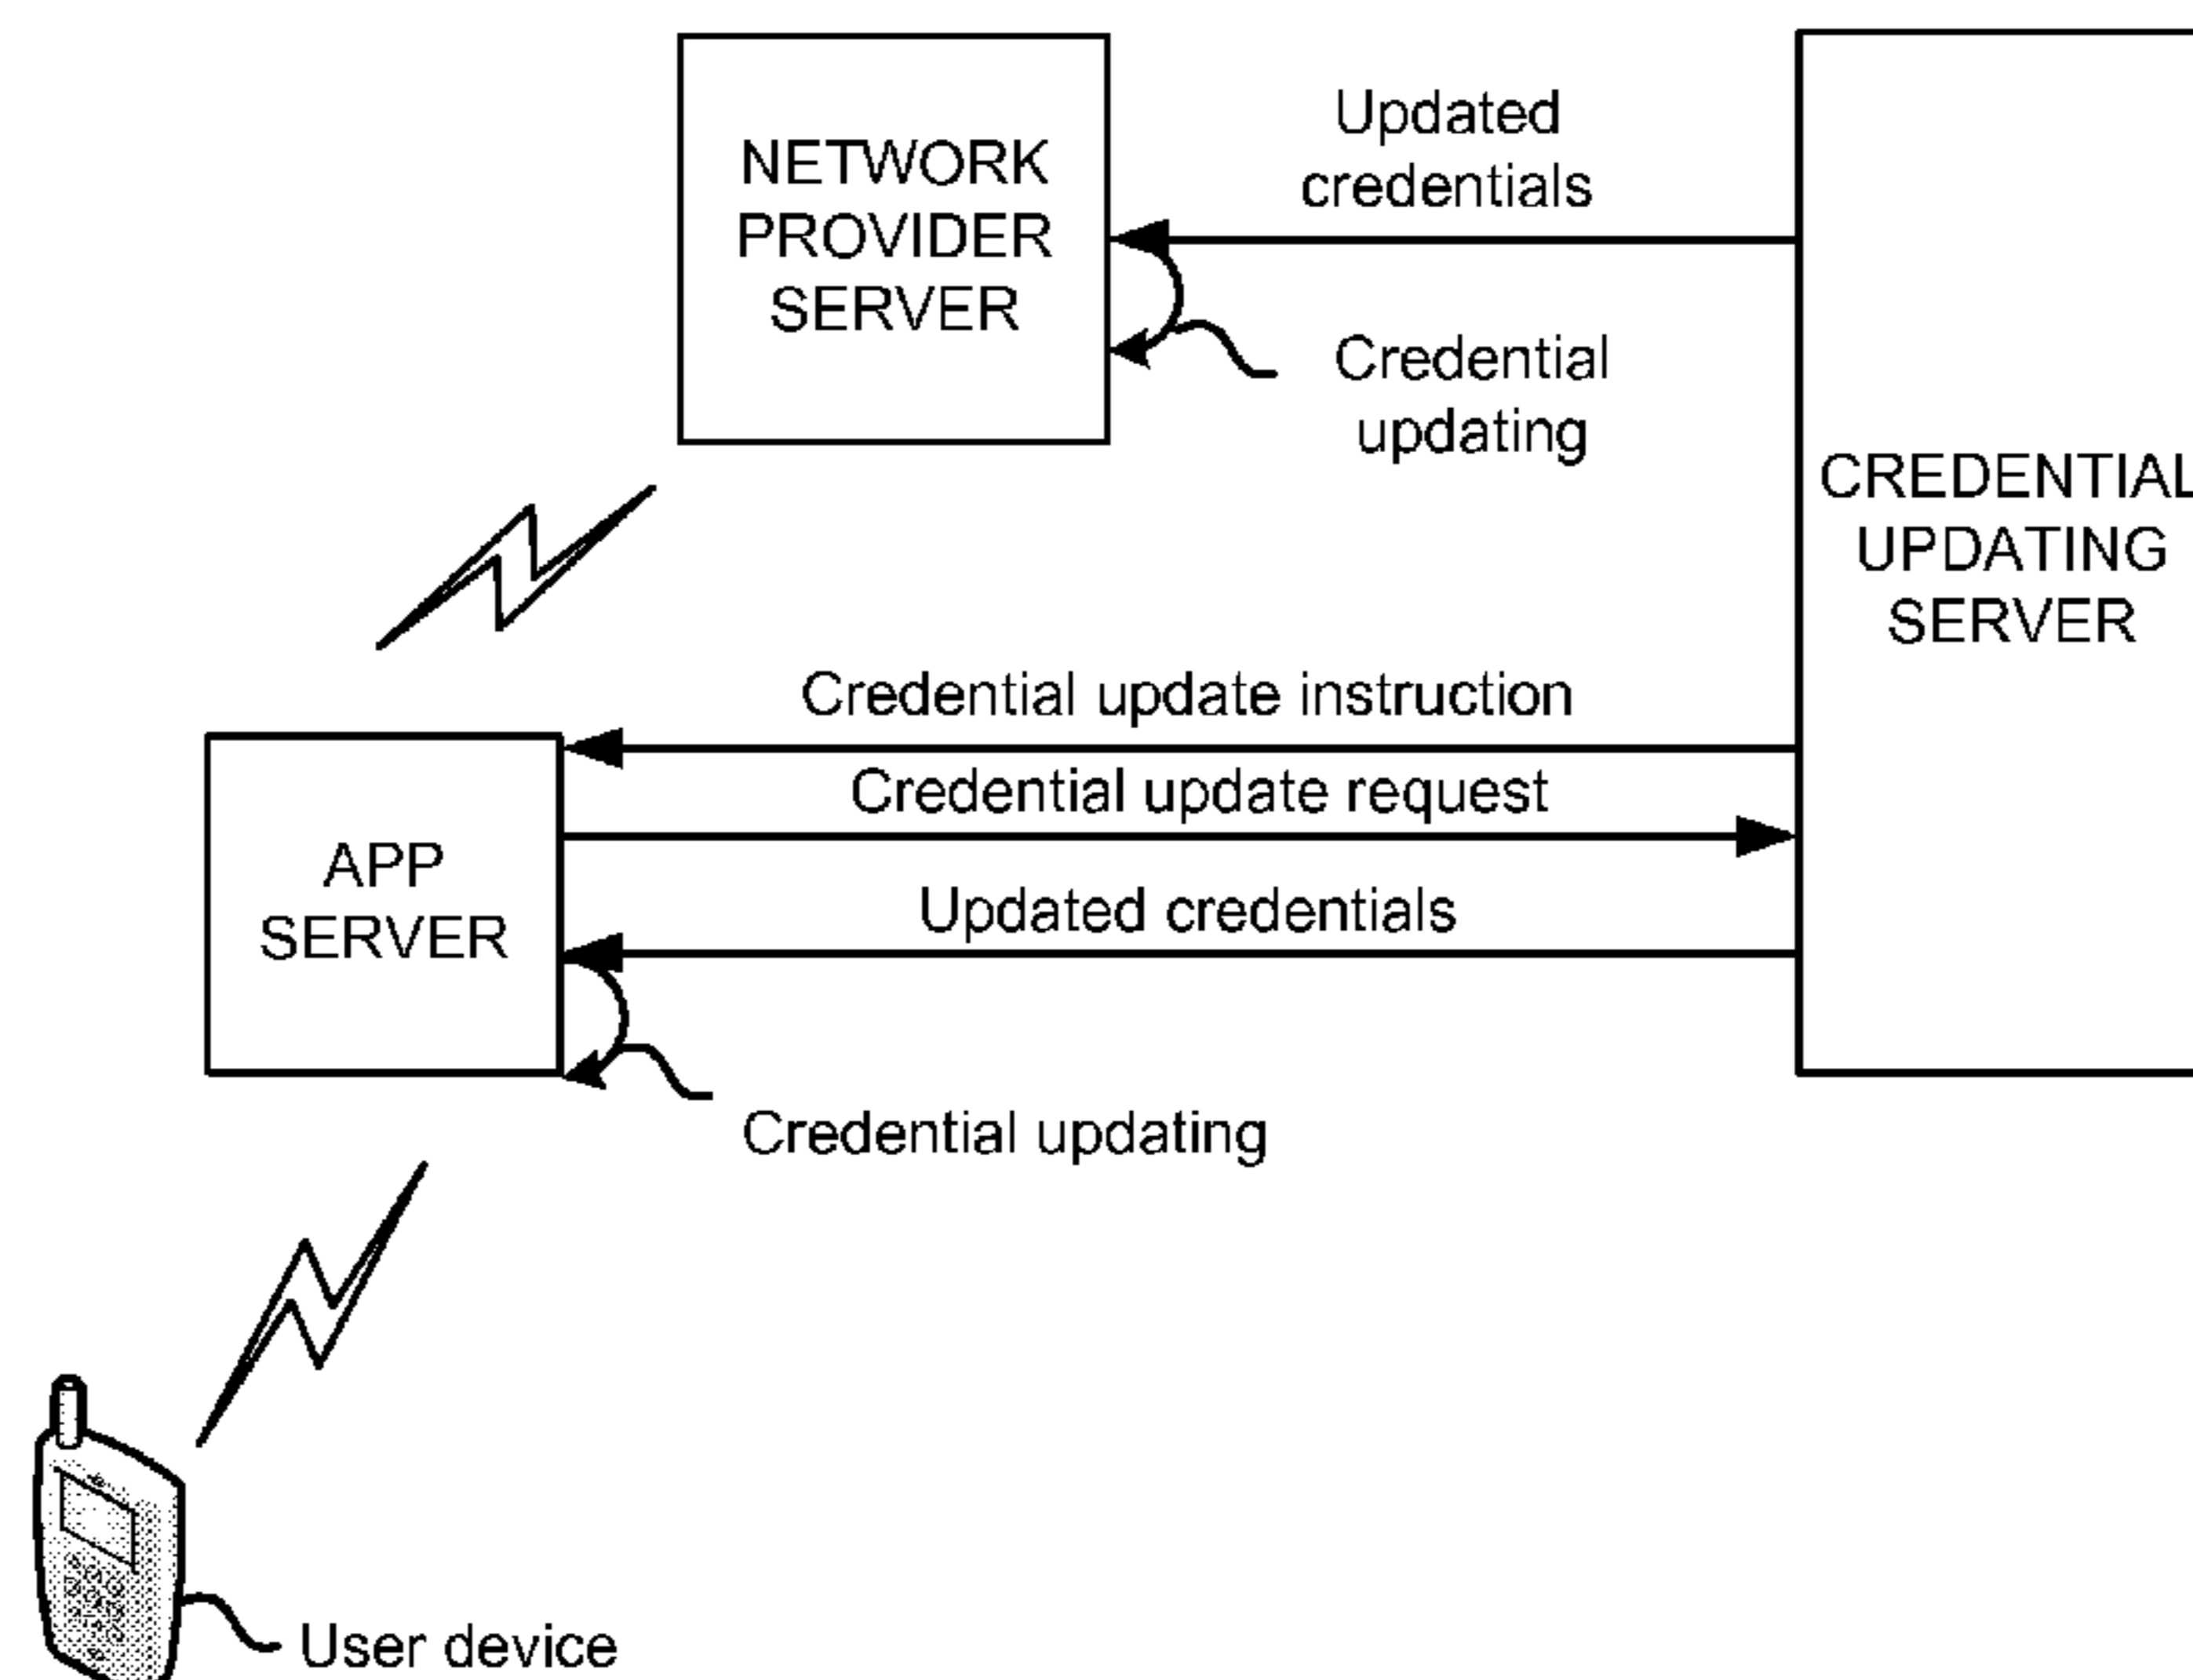 NETWORK
PROVIDER
SERVER
Updated
credentials
Credential
updating
CREDENTIAL
UPDATING
SERVER
Credential update instruction
Credential update request
Updated credentials
APP
SERVER
Credential updating
User device